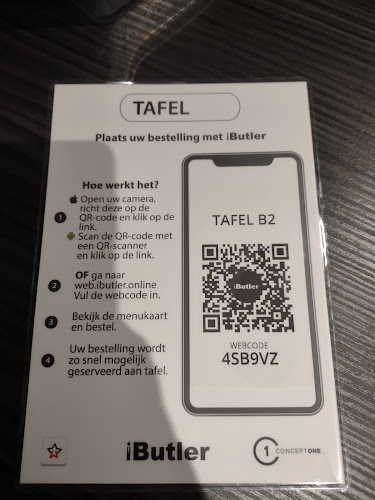 TAFEL
Plaats uw bestelling met iButler
Hoe werkt het?
Open uw camera,
richt deze op de
QR-code en klik op de
link.
1
Scan de QR-code met
een QR-scanner
en klik op de link.
OF ga naar
2
web.ibutler.online
Vul de webcode in.
3
Bekijk de menukaart
en bestel.
4
Uw bestelling wordt
zo snel mogelijk
geserveerd aan tafel.
TAFEL B2
iButler
WEBCODE
4SB9VZ
iButler
1 CONCEPTONE